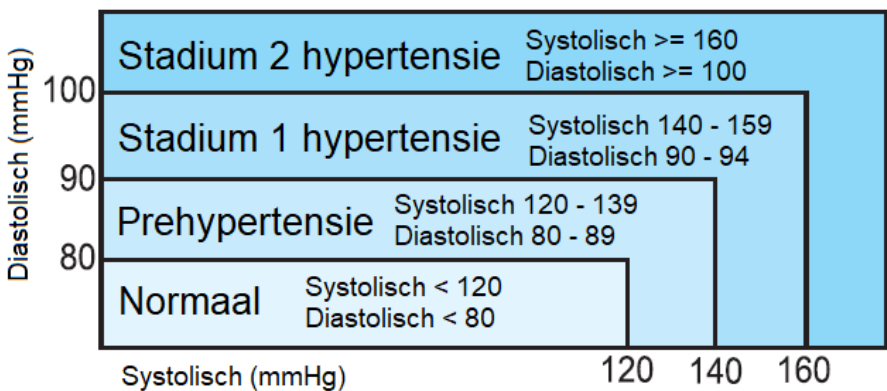 Diastolisch (mmHg)
Stadium 2 hypertensie
Systolisch >= 160
Diastolisch >= 100
100
Stadium 1 hypertensie
Systolisch 140 - 159
Diastolisch 90 - 94
90
Prehypertensie
Systolisch 120 - 139
Diastolisch 80 - 89
80
Normaal
Systolisch < 120
Diastolisch < 80
120 140 160
Systolisch (mmHg)